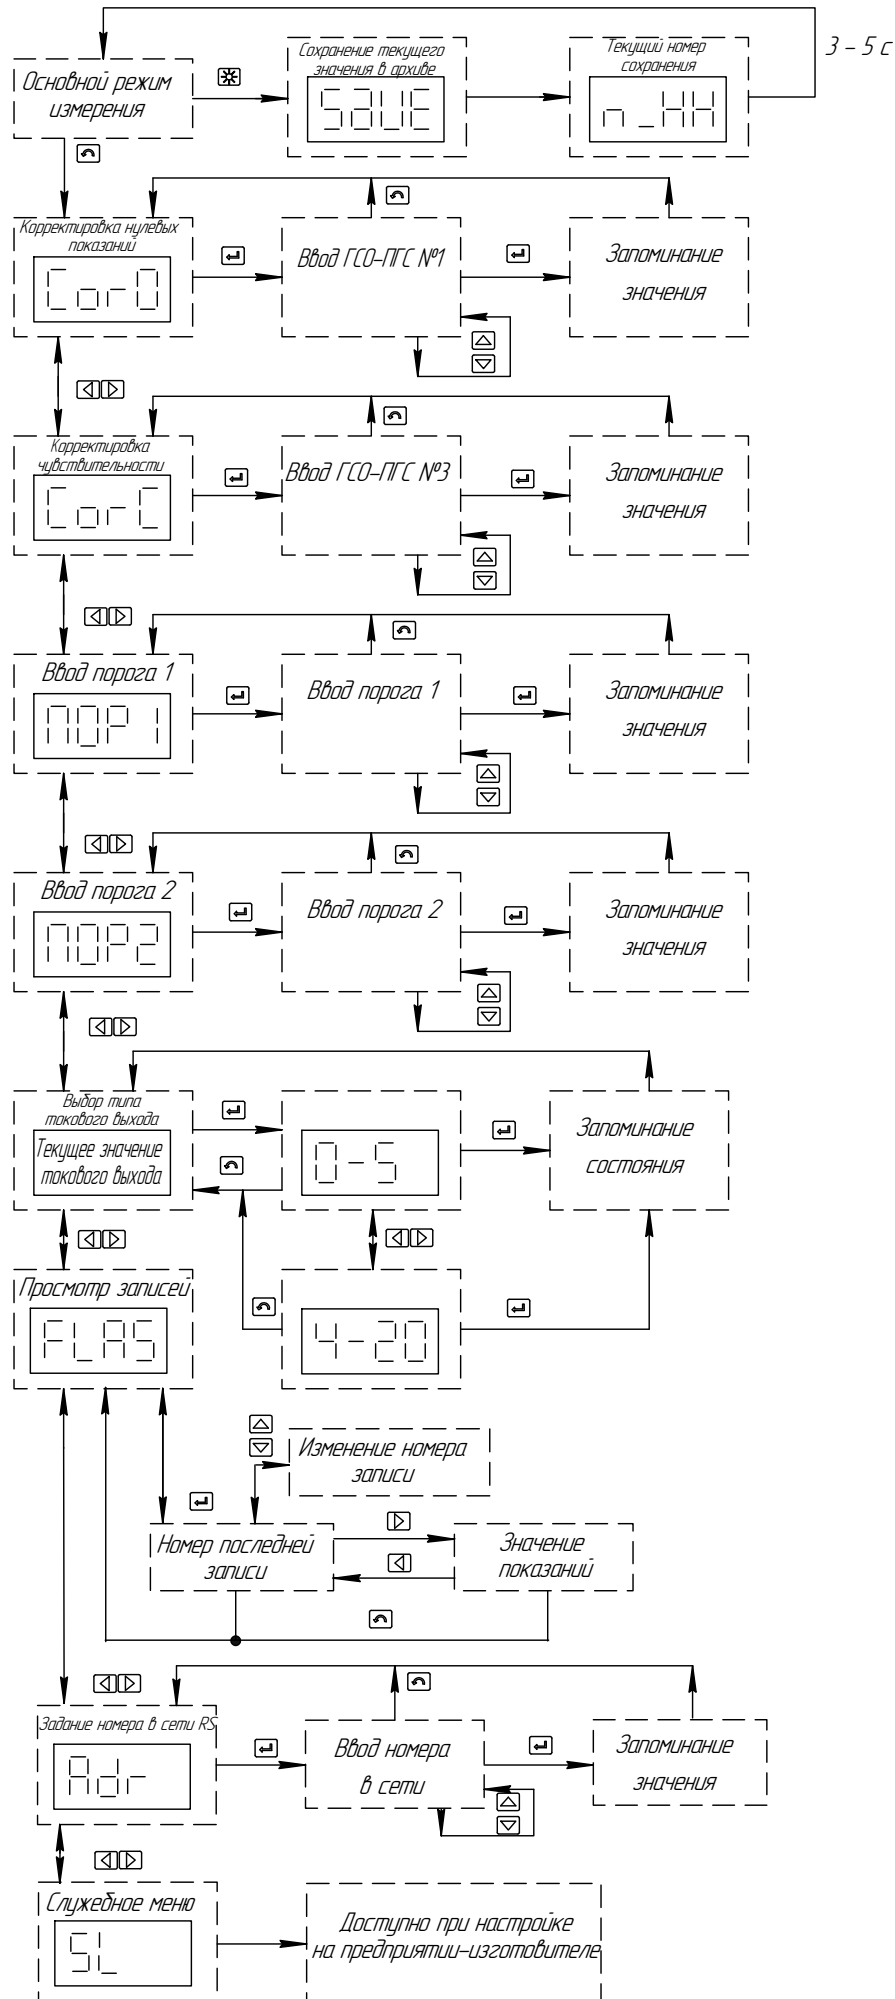 3 – 5 с
Основной режим
измерения
Сохранение текущего
значения в архиве
SAUE
Текущий номер
сохранения
n_HH
Корректировка нулевых
показаний
Cor0
Ввод ГСО-ПГС №1
Запоминание
значения
Корректировка
чувствительности
CorC
Ввод ГСО-ПГС №3
Запоминание
значения
Ввод порога 1
ПОР1
Ввод порога 1
Запоминание
значения
Ввод порога 2
ПОР2
Ввод порога 2
Запоминание
значения
Выбор типа
токового выхода
Текущее значение
токового выхода
0-5
Запоминание
состояния
Просмотр записей
FLAS
4-20
Изменение номера
записи
Номер последней
записи
Значение
показаний
Задание номера в сети RS
Adr
Ввод номера
в сети
Запоминание
значения
Служебное меню
SL
Доступно при настройке
на предприятии-изготовителе